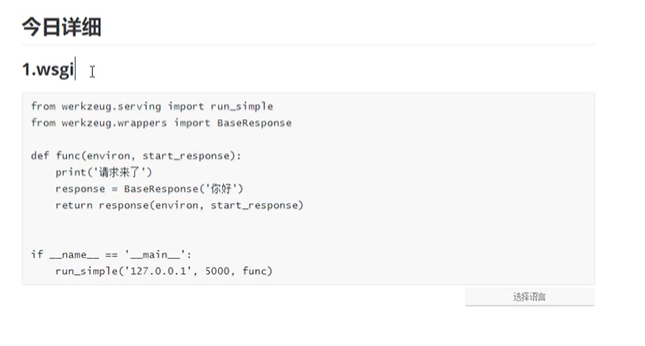 今日详细
1.wsgi
from werkzeug.serving import run_simple
from werkzeug.wrappers import BaseResponse
def func(environ, start_response):
print('请求来了')
response = BaseResponse('你好')
return response(environ, start_response)
if __name__ == '__main__':
run_simple('127.0.0.1', 5000, func)
选择语言